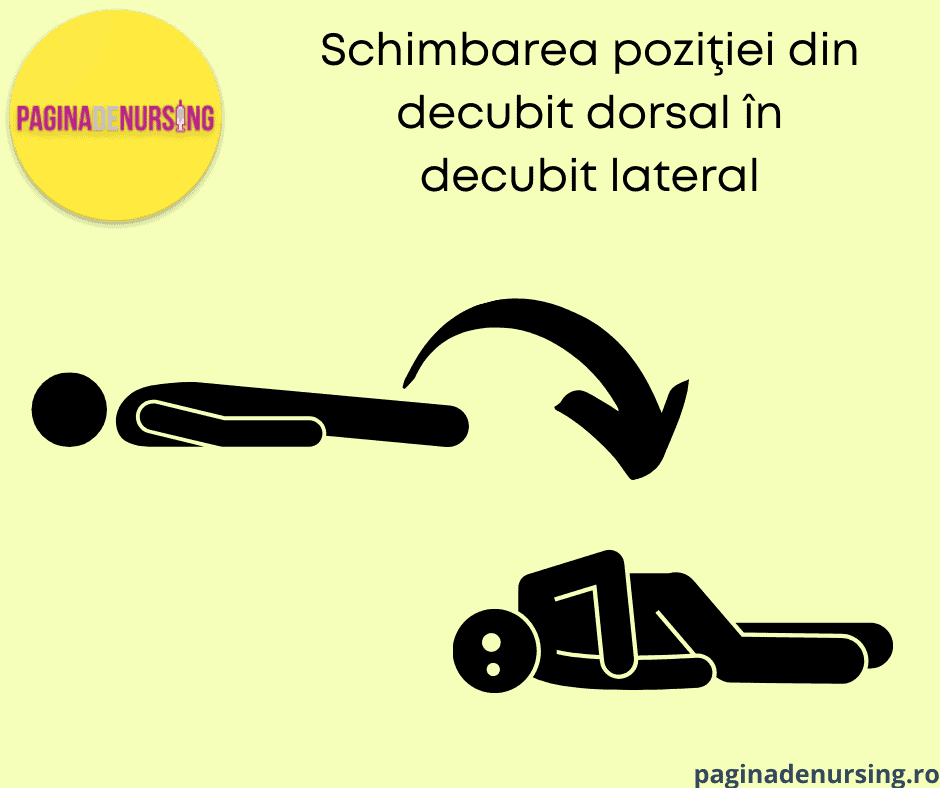 PAGINADENURSING
Schimbarea poziţiei din
decubit dorsal în
decubit lateral
paginadenursing.ro